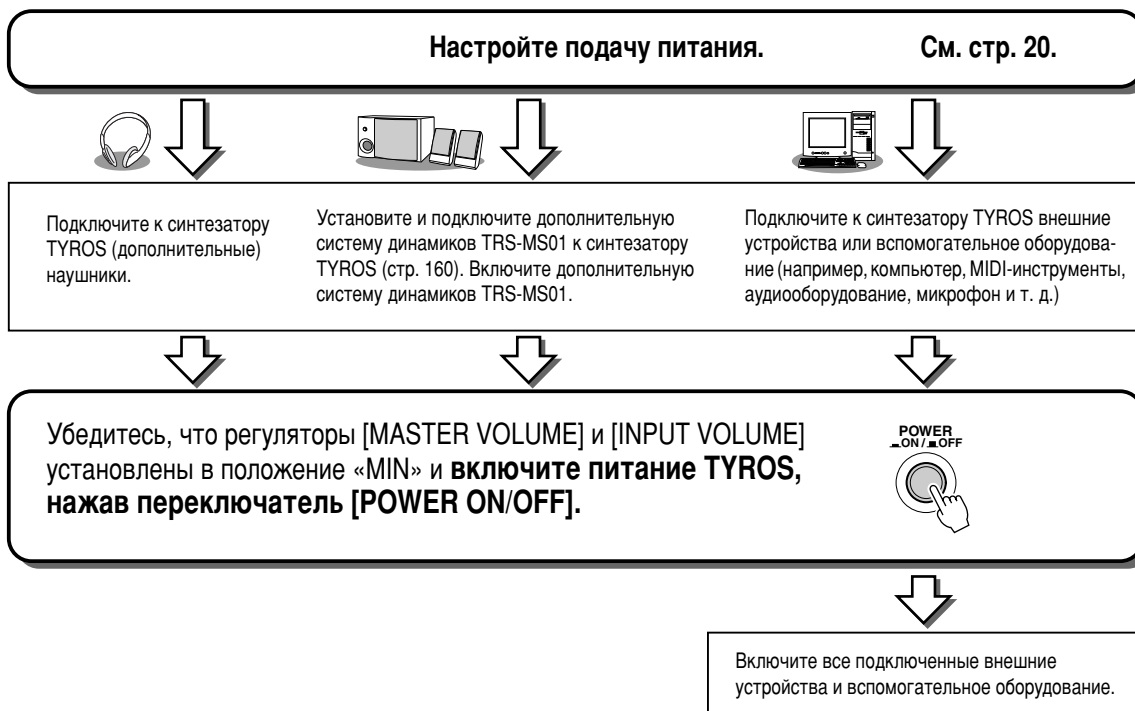 Настройте подачу питания. См. стр. 20.
Подключите к синтезатору
TYROS (дополнительные)
наушники.
Установите и подключите дополнительную
систему динамиков TRS-MS01 к синтезатору
TYROS (стр. 160). Включите дополнительную
систему динамиков TRS-MS01.
Подключите к синтезатору TYROS внешние
устройства или вспомогательное оборудова-
ние (например, компьютер, MIDI-инструменты,
аудиооборудование, микрофон и т. д.)
Убедитесь, что регуляторы [MASTER VOLUME] и [INPUT VOLUME]
установлены в положение «MIN» и включите питание TYROS,
нажав переключатель [POWER ON/OFF].
POWER
ON / OFF
Включите все подключенные внешние
устройства и вспомогательное оборудование.